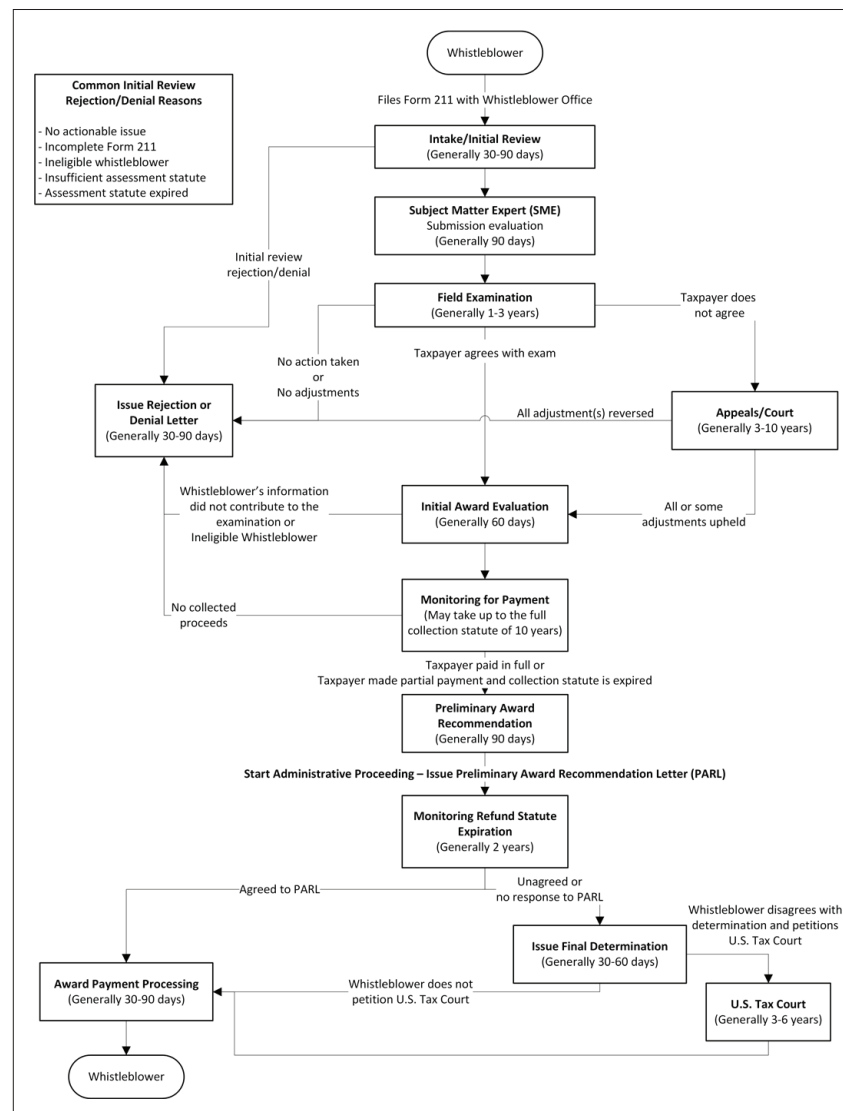 Whistleblower
Common Initial Review
Rejection/Denial Reasons
- No actionable issue
- Incomplete Form 211
- Ineligible whistleblower
- Insufficient assessment statute
- Assessment statute expired
Files Form 211 with Whistleblower Office
Intake/Initial Review
(Generally 30-90 days)
Subject Matter Expert (SME)
Submission evaluation
(Generally 90 days)
Initial review
rejection/denial
Field Examination
(Generally 1-3 years)
Taxpayer does
not agree
Taxpayer agrees with exam
No action taken
or
No adjustments
Issue Rejection or
Denial Letter
(Generally 30-90 days)
All adjustment(s) reversed
Appeals/Court
(Generally 3-10 years)
Whistleblower’s information
did not contribute to the
examination or
Ineligible Whistleblower
Initial Award Evaluation
(Generally 60 days)
All or some
adjustments upheld
No collected
proceeds
Monitoring for Payment
(May take up to the full
collection statute of 10 years)
Taxpayer paid in full or
Taxpayer made partial payment and collection statute is expired
Preliminary Award
Recommendation
(Generally 90 days)
Start Administrative Proceeding – Issue Preliminary Award Recommendation Letter (PARL)
Monitoring Refund Statute
Expiration
(Generally 2 years)
Agreed to PARL
Unagreed or
no response to PARL
Whistleblower disagrees with
determination and petitions
U.S. Tax Court
Issue Final Determination
(Generally 30-60 days)
Award Payment Processing
(Generally 30-90 days)
Whistleblower does not
petition U.S. Tax Court
U.S. Tax Court
(Generally 3-6 years)
Whistleblower